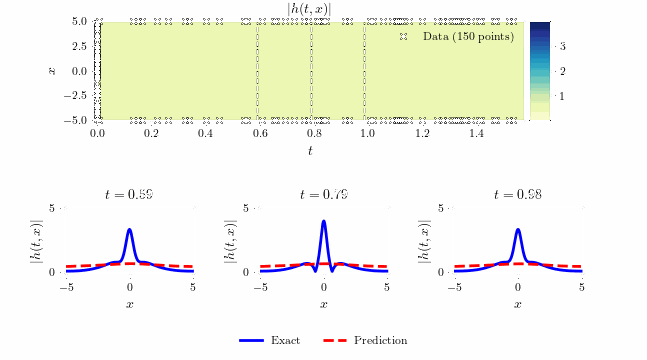 |h(t, x)|
5.0
2.5
0.0
−2.5
−5.0
x
Data (150 points)
3
2
1
0.0 0.2 0.4 0.6 0.8 1.0 1.2 1.4
t
t = 0.59 t = 0.79 t = 0.98
5 5 5
|h(t, x)| |h(t, x)| |h(t, x)|
0 0 0
−5 0 5 −5 0 5 −5 0 5
x x x
Exact Prediction